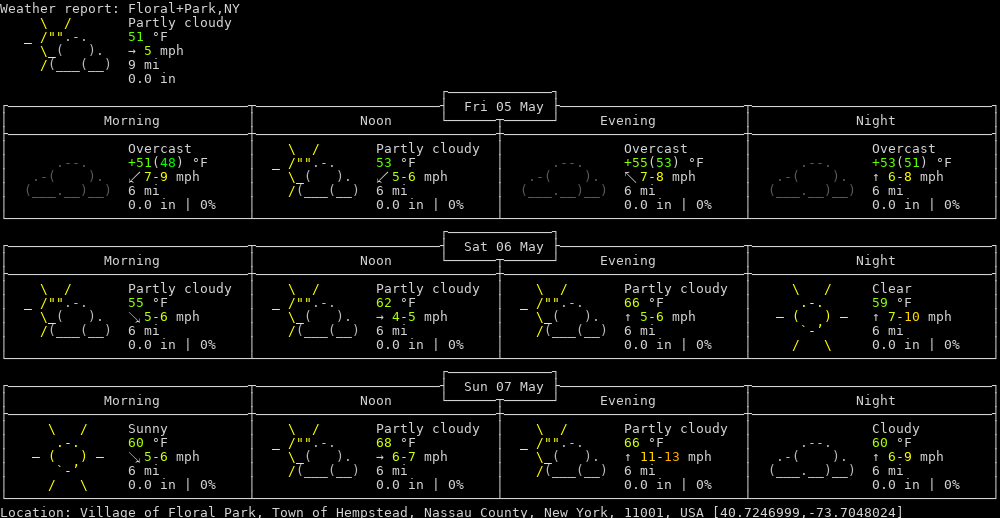 Weather report: Floral+Park,NY
Partly cloudy
51 °F
→ 5 mph
9 mi
0.0 in
Fri 05 May
Morning Noon Evening Night
Overcast Partly cloudy Overcast Overcast
+51(48) °F 53 °F +55(53) °F +53(51) °F
↙ 7-9 mph ↙ 5-6 mph ↖ 7-8 mph ↑ 6-8 mph
6 mi 6 mi 6 mi 6 mi
0.0 in | 0% 0.0 in | 0% 0.0 in | 0% 0.0 in | 0%
Sat 06 May
Morning Noon Evening Night
Partly cloudy Partly cloudy Partly cloudy Clear
55 °F 62 °F 66 °F 59 °F
↘ 5-6 mph → 4-5 mph ↑ 5-6 mph ↑ 7-10 mph
6 mi 6 mi 6 mi 6 mi
0.0 in | 0% 0.0 in | 0% 0.0 in | 0% 0.0 in | 0%
Sun 07 May
Morning Noon Evening Night
Sunny Partly cloudy Partly cloudy Cloudy
60 °F 68 °F 66 °F 60 °F
↘ 5-6 mph → 6-7 mph ↑ 11-13 mph ↑ 6-9 mph
6 mi 6 mi 6 mi 6 mi
0.0 in | 0% 0.0 in | 0% 0.0 in | 0% 0.0 in | 0%
Location: Village of Floral Park, Town of Hempstead, Nassau County, New York, 11001, USA [40.7246999,-73.7048024]